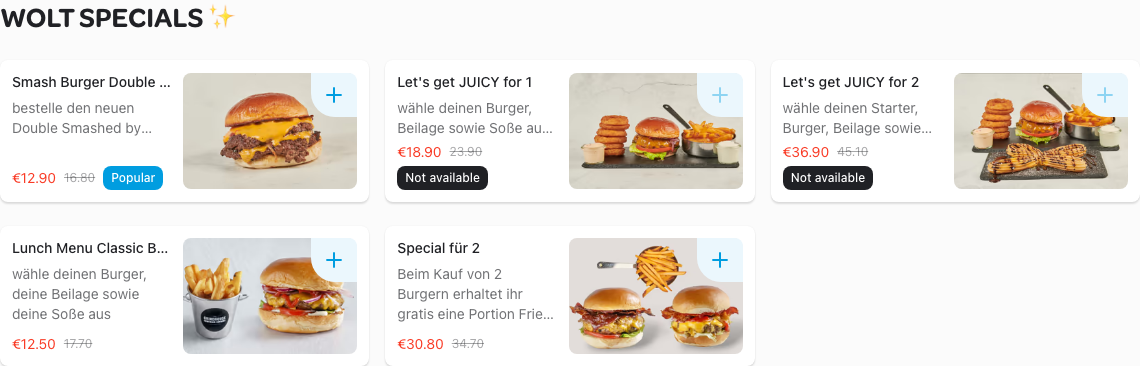 WOLT SPECIALS ✨
Smash Burger Double ...
bestelle den neuen
Double Smashed by...
€12.90 16.80 Popular
Let's get JUICY for 1
wähle deinen Burger,
Beilage sowie Soße au...
€18.90 23.90
Not available
Let's get JUICY for 2
wähle deinen Starter,
Burger, Beilage sowie...
€36.90 45.10
Not available
Lunch Menu Classic B...
wähle deinen Burger,
deine Beilage sowie
deine Soße aus
€12.50 17.70
Special für 2
Beim Kauf von 2
Burgern erhaltet ihr
gratis eine Portion Frie...
€30.80 34.70